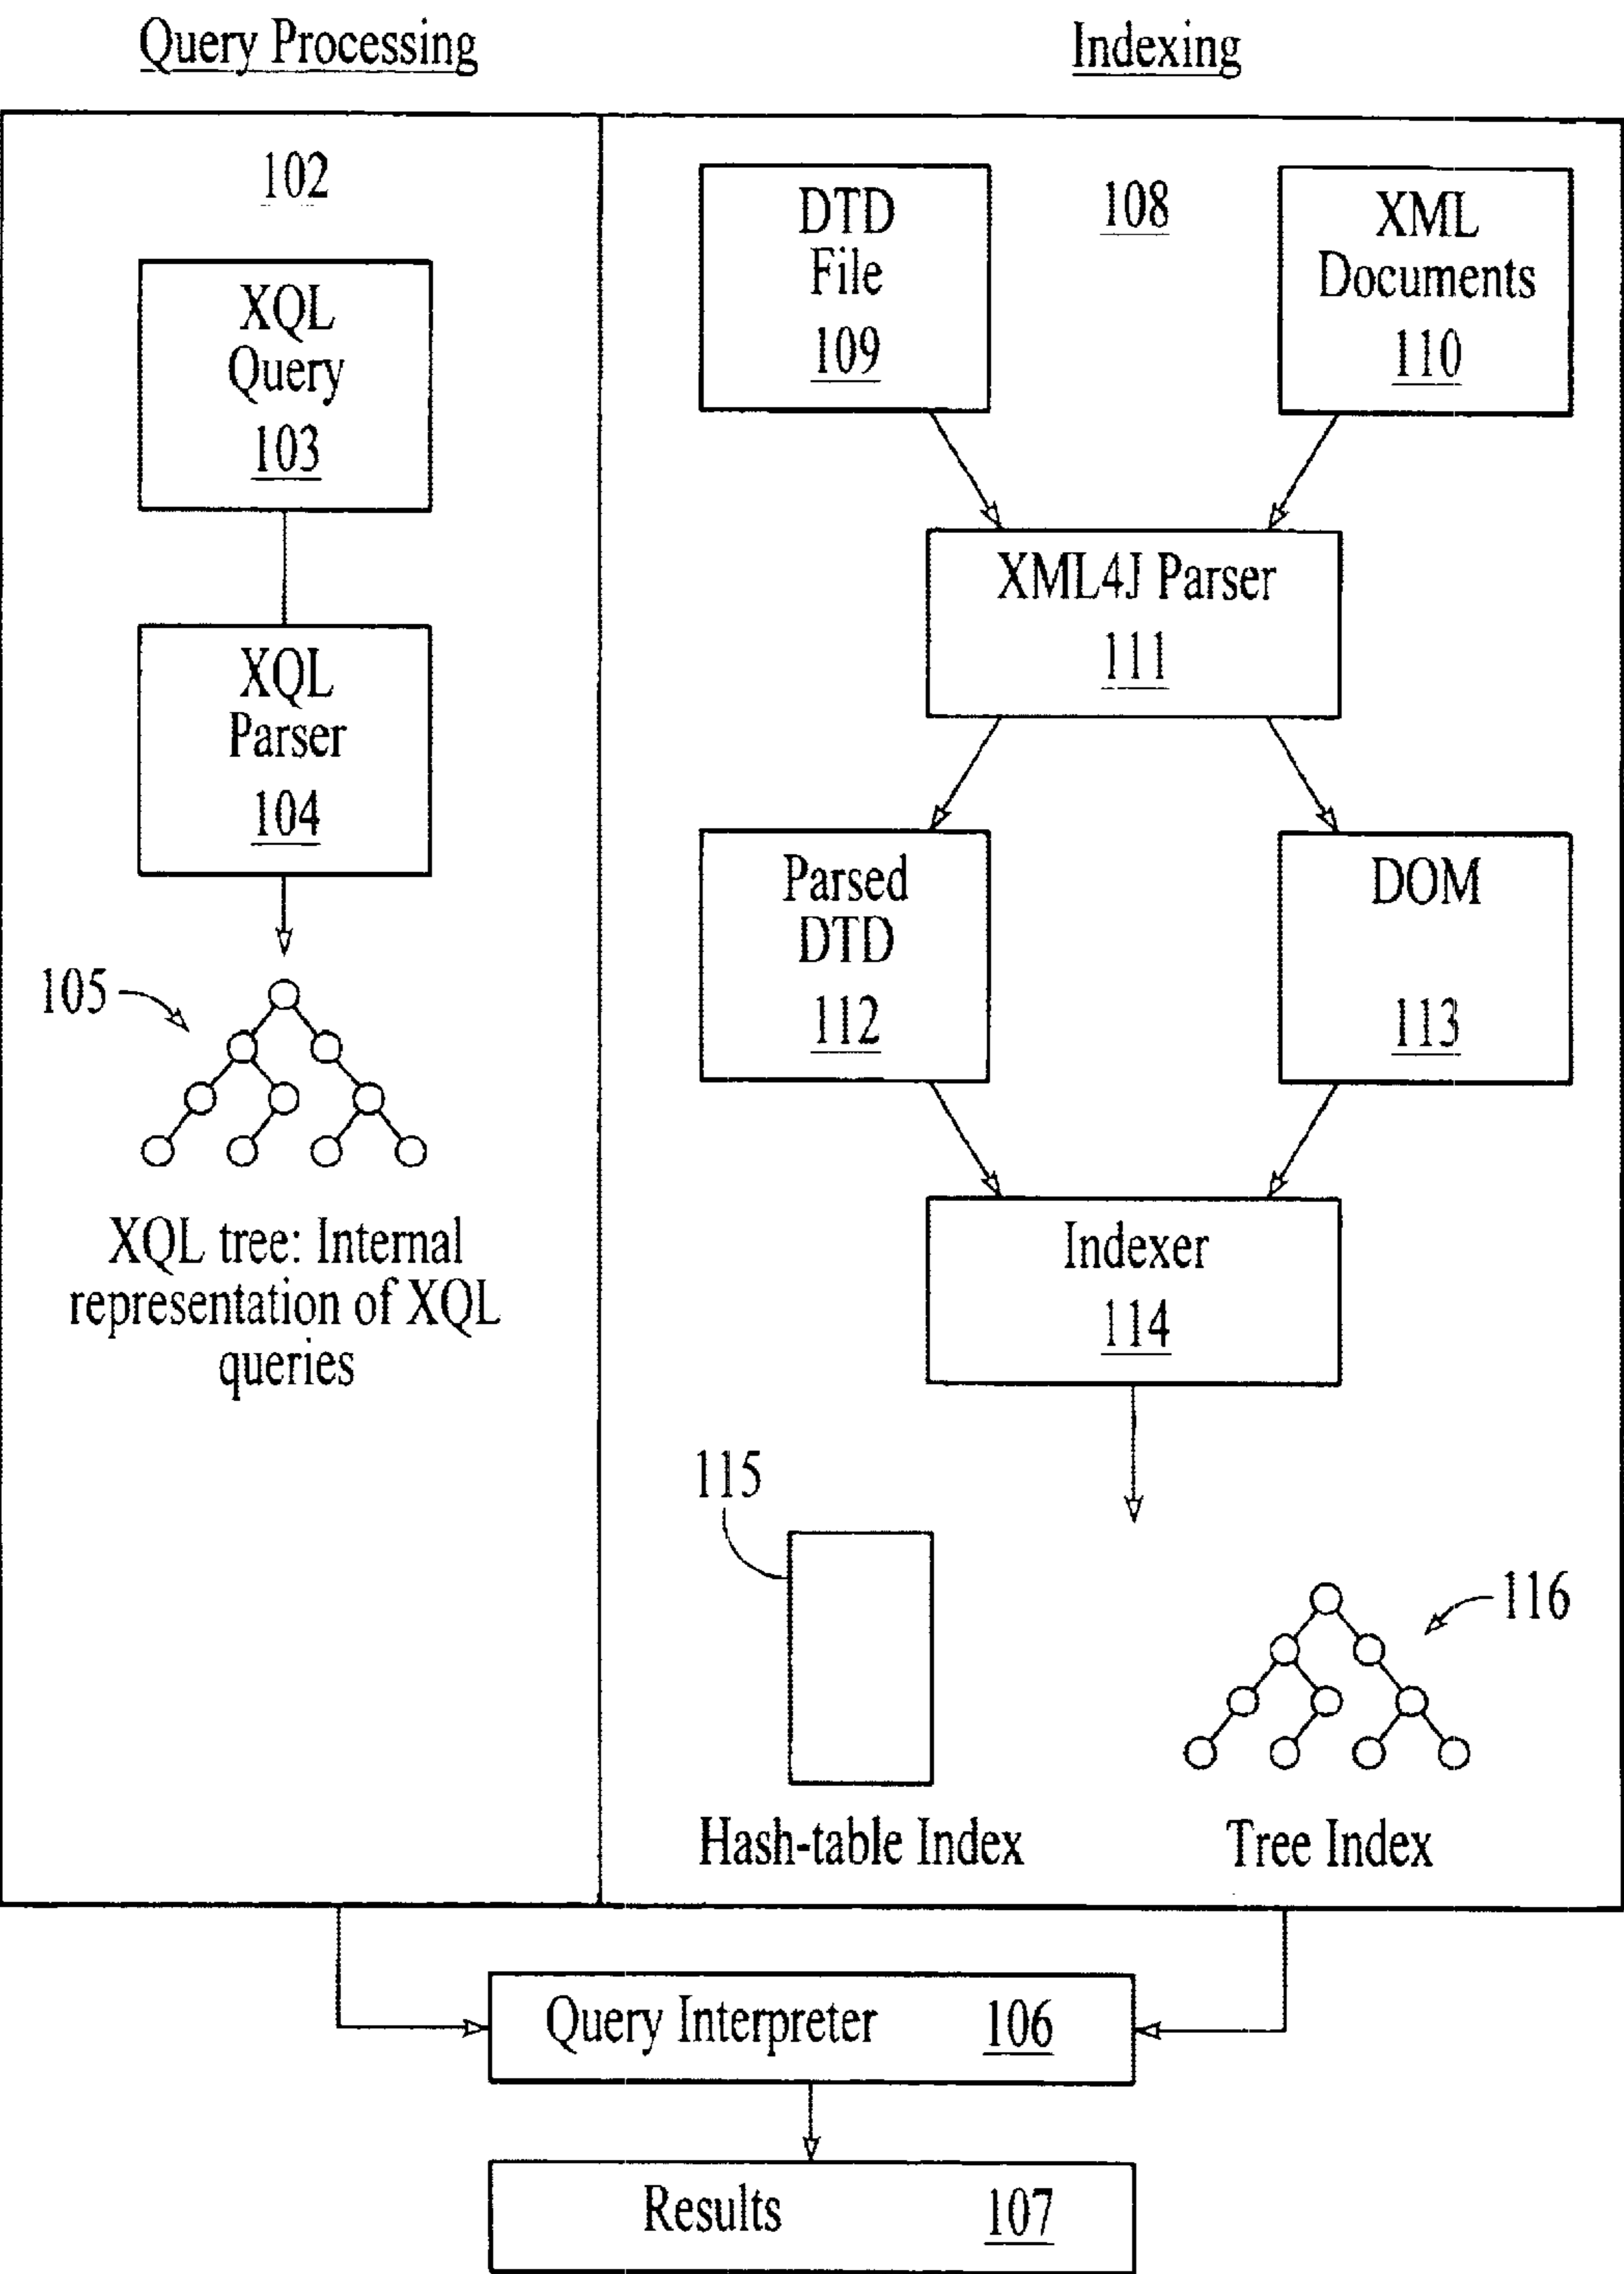 Query Processing
Indexing
102
XQL
Query
103
XQL
Parser
104
105
XQL tree: Internal
representation of XQL
queries
108
DTD
File
109
XML
Documents
110
XML4J Parser
111
Parsed
DTD
112
DOM
113
Indexer
114
115
116
Hash-table Index
Tree Index
Query Interpreter 106
Results 107